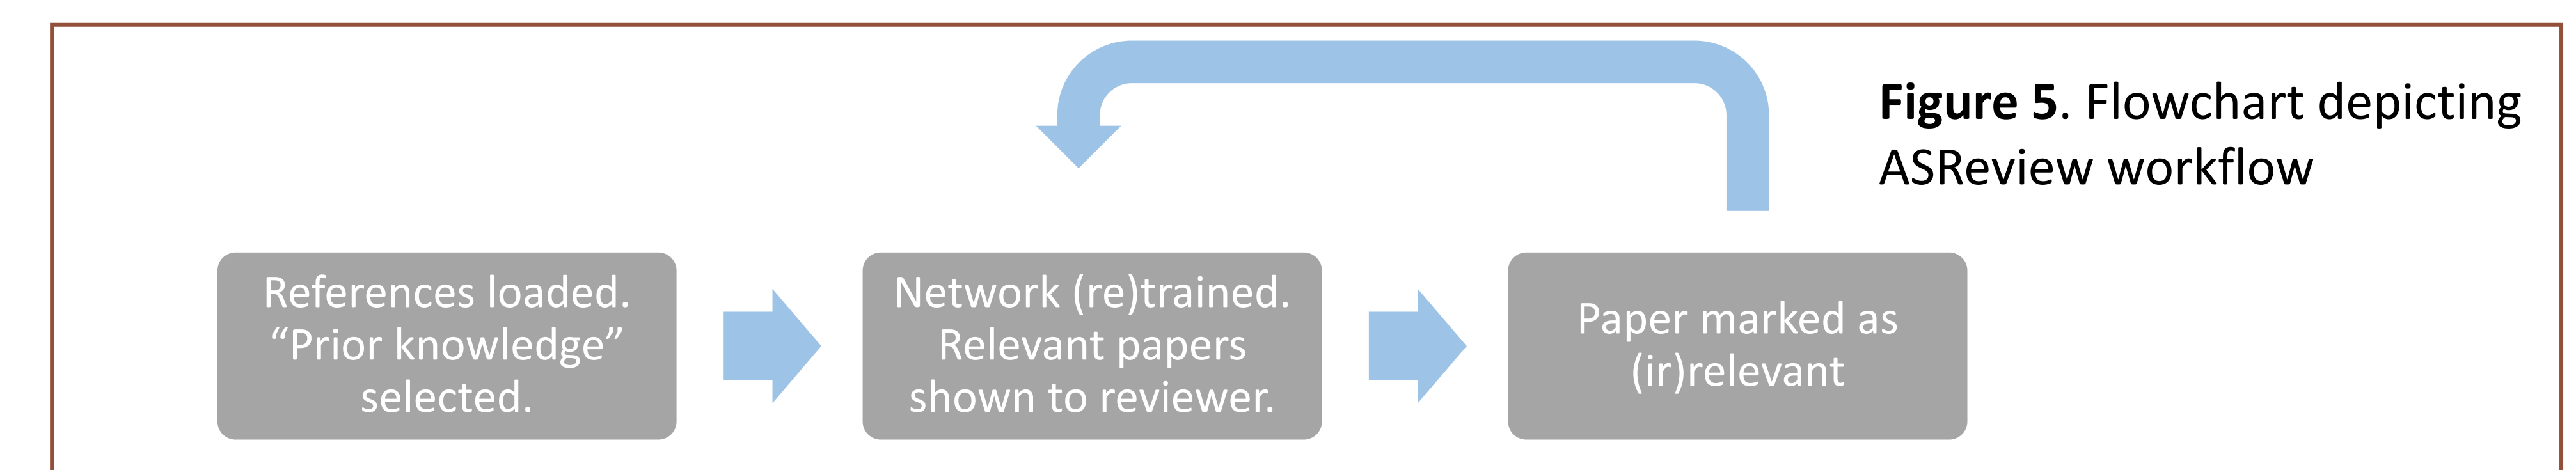 Figure 5. Flowchart depicting
ASReview workflow
References loaded.
“Prior knowledge”
selected.
Network (re)trained.
Relevant papers
shown to reviewer.
Paper marked as
(ir)relevant